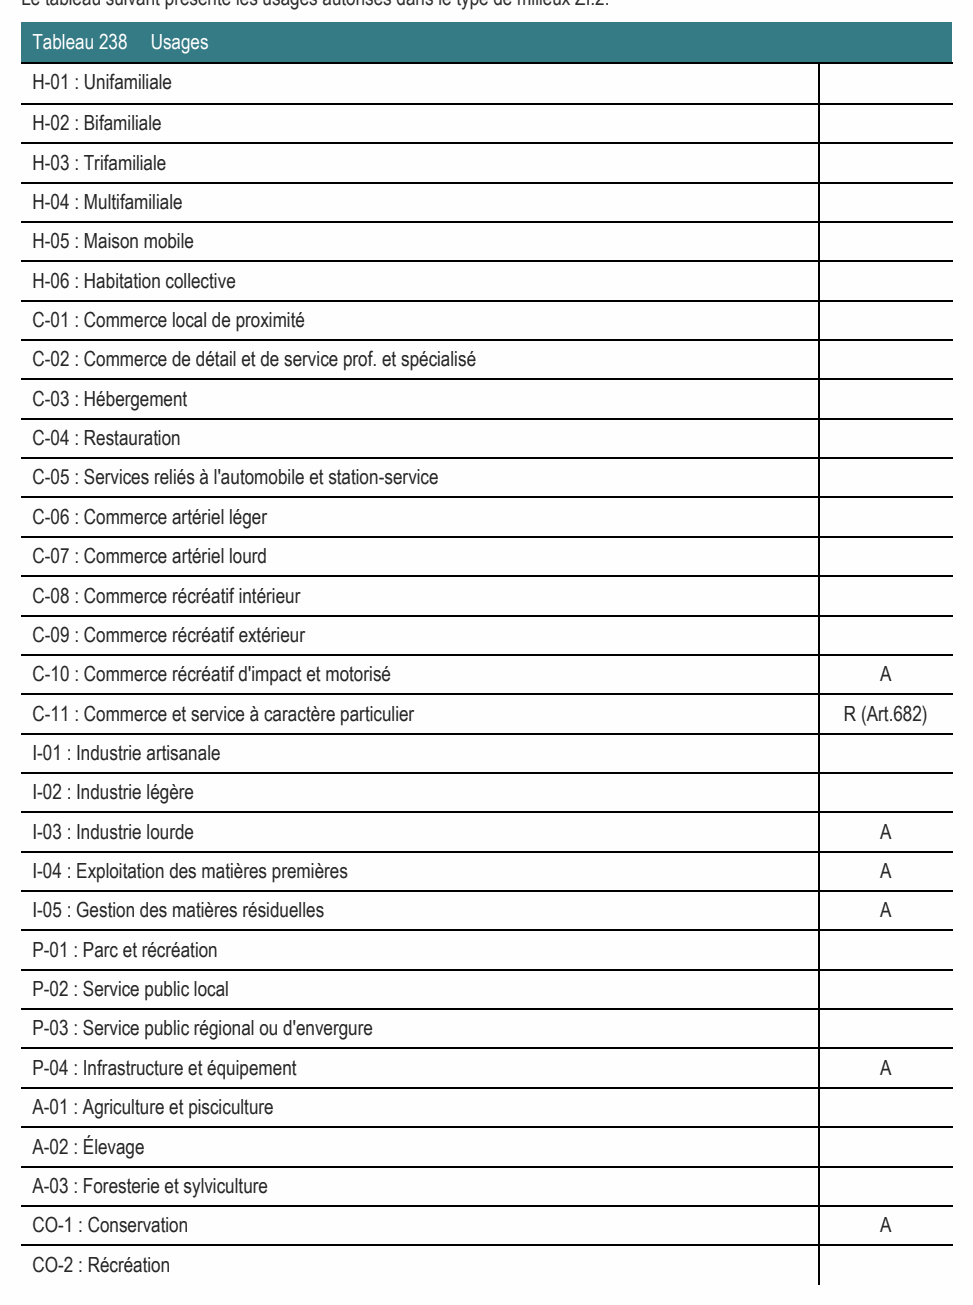 Le tableau suivant présente les usages autorisés dans le type de milieux ZI.2.
Tableau 238 Usages
H-01 : Unifamiliale
H-02 : Bifamiliale
H-03 : Trifamiliale
H-04 : Multifamiliale
H-05 : Maison mobile
H-06 : Habitation collective
C-01 : Commerce local de proximité
C-02 : Commerce de détail et de service prof. et spécialisé
C-03 : Hébergement
C-04 : Restauration
C-05 : Services reliés à l'automobile et station-service
C-06 : Commerce artériel léger
C-07 : Commerce artériel lourd
C-08 : Commerce récréatif intérieur
C-09 : Commerce récréatif extérieur
C-10 : Commerce récréatif d'impact et motorisé A
C-11 : Commerce et service à caractère particulier R (Art.682)
I-01 : Industrie artisanale
I-02 : Industrie légère
I-03 : Industrie lourde A
I-04 : Exploitation des matières premières A
I-05 : Gestion des matières résiduelles A
P-01 : Parc et récréation
P-02 : Service public local
P-03 : Service public régional ou d'envergure
P-04 : Infrastructure et équipement A
A-01 : Agriculture et pisciculture
A-02 : Élevage
A-03 : Foresterie et sylviculture
CO-1 : Conservation A
CO-2 : Récréation